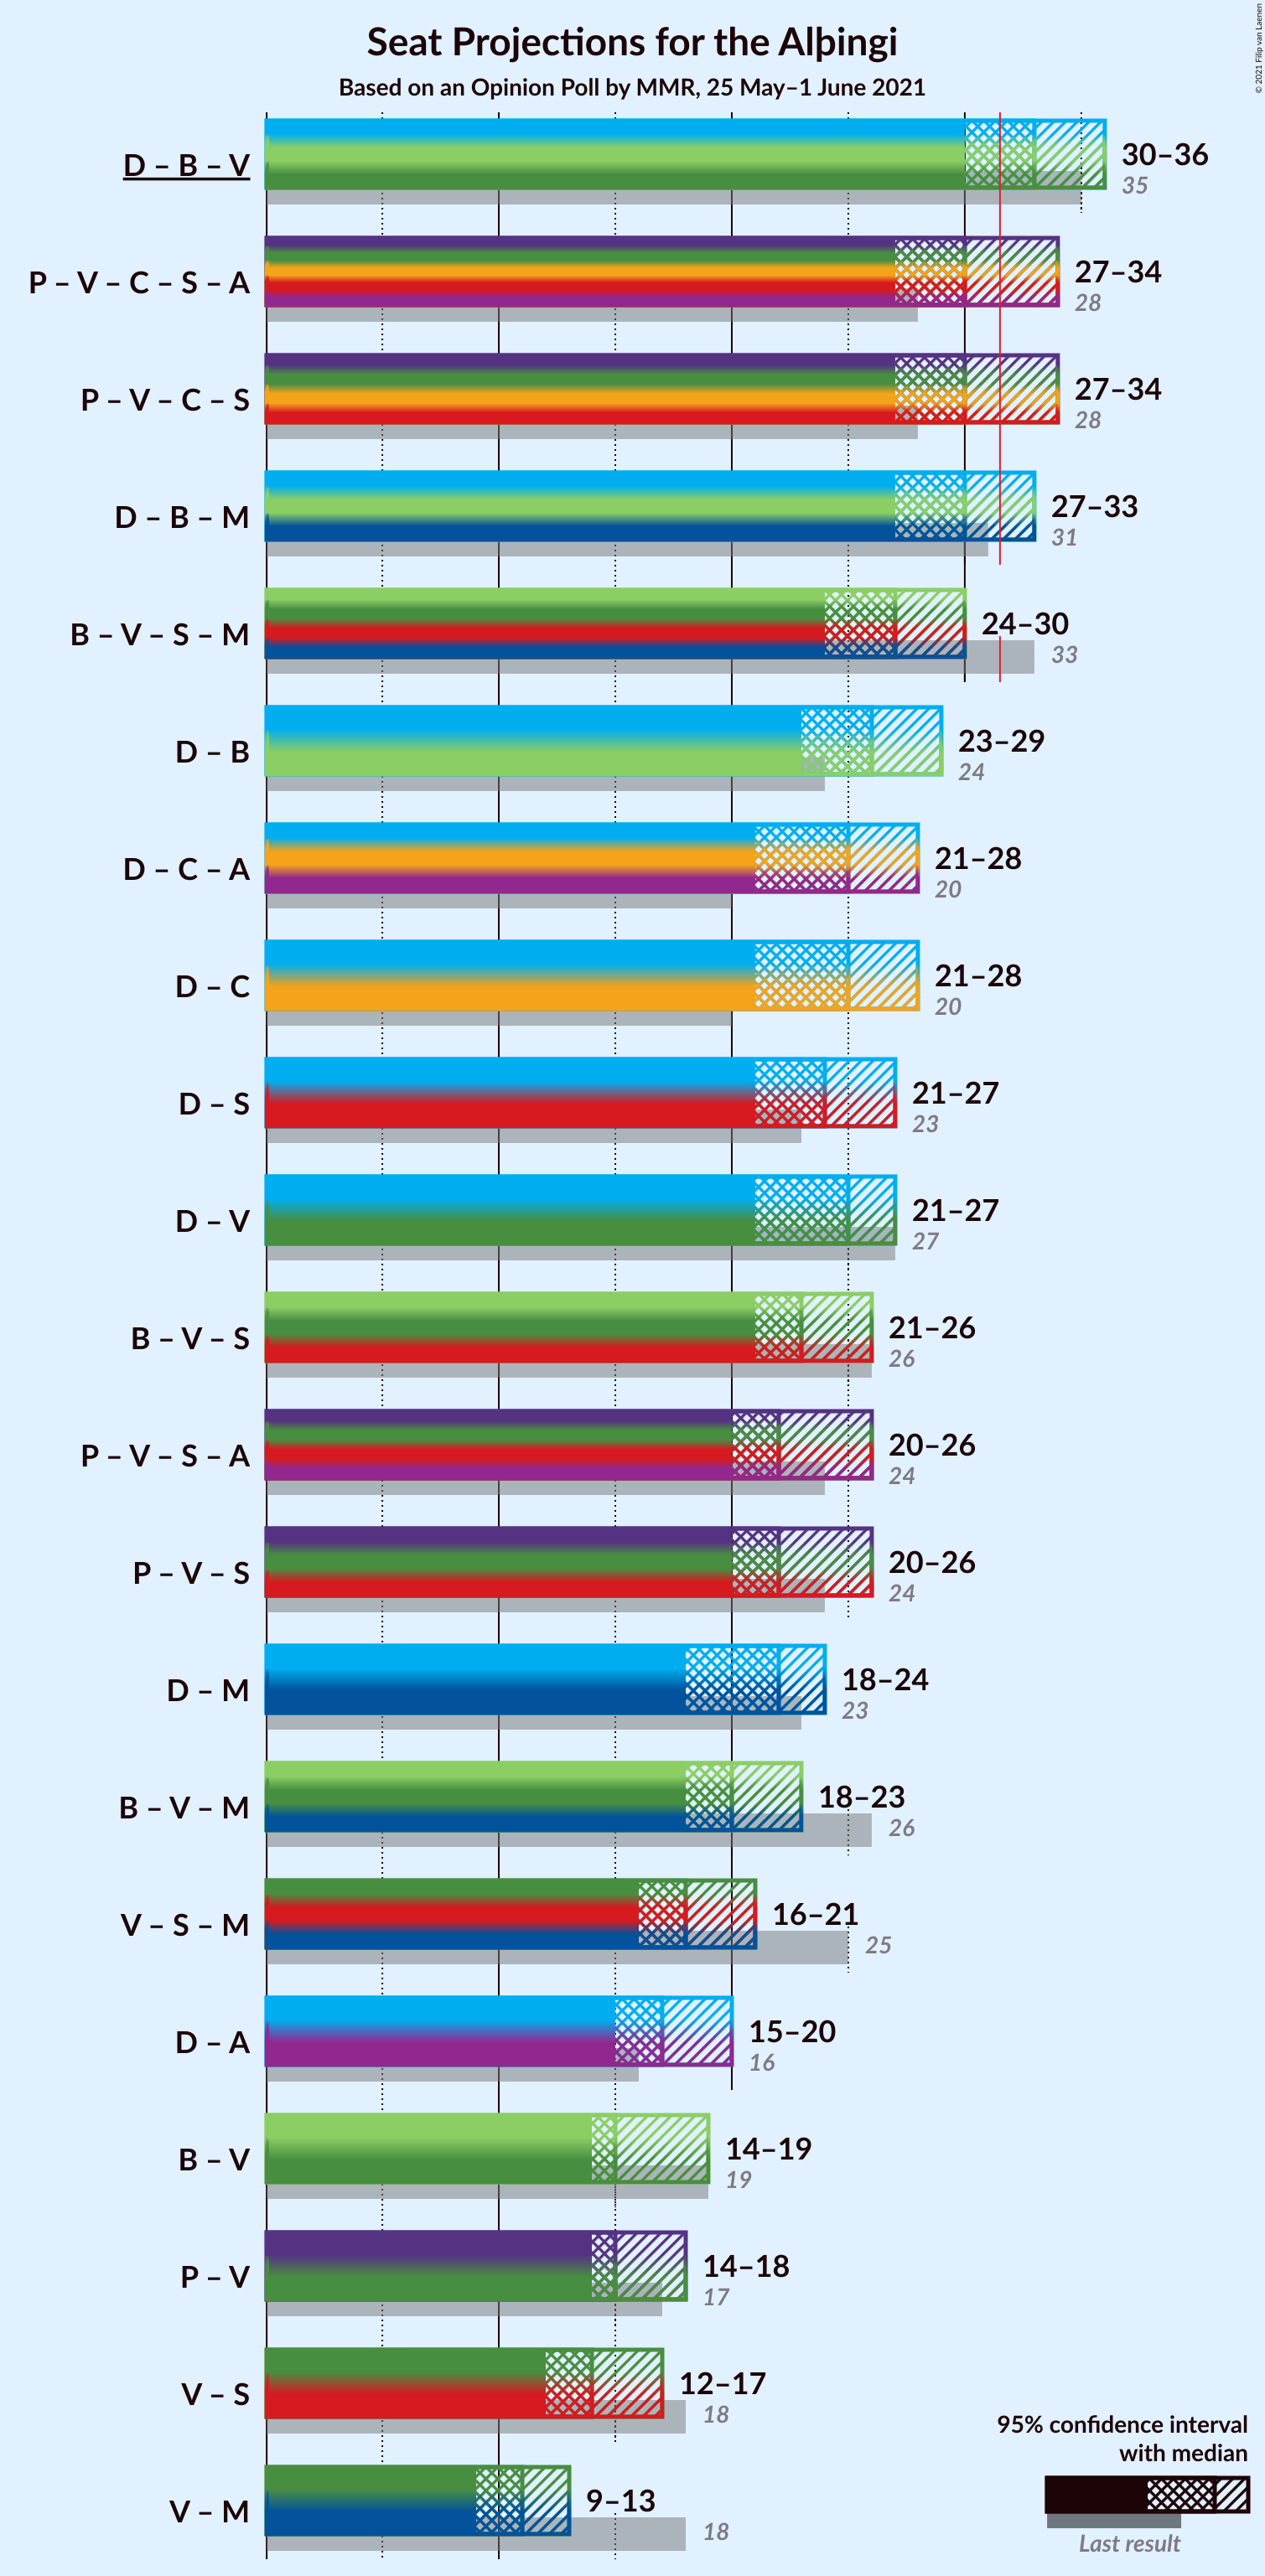 © 2021 Filip van Laenen
Seat Projections for the Alþingi
Based on an Opinion Poll by MMR, 25 May–1 June 2021
D – B – V
30–36
35
P – V – C – S – A
27–34
28
P – V – C – S
27–34
28
D – B – M
27–33
31
B – V – S – M
24–30
33
D – B
23–29
24
D – C – A
21–28
20
D – C
21–28
20
D – S
21–27
23
D – V
21–27
27
B – V – S
21–26
26
P – V – S – A
20–26
24
P – V – S
20–26
24
D – M
18–24
23
B – V – M
18–23
26
V – S – M
16–21
25
D – A
15–20
16
B – V
14–19
19
P – V
14–18
17
V – S
12–17
18
V – M
9–13
18
95% confidence interval
with median
Last result